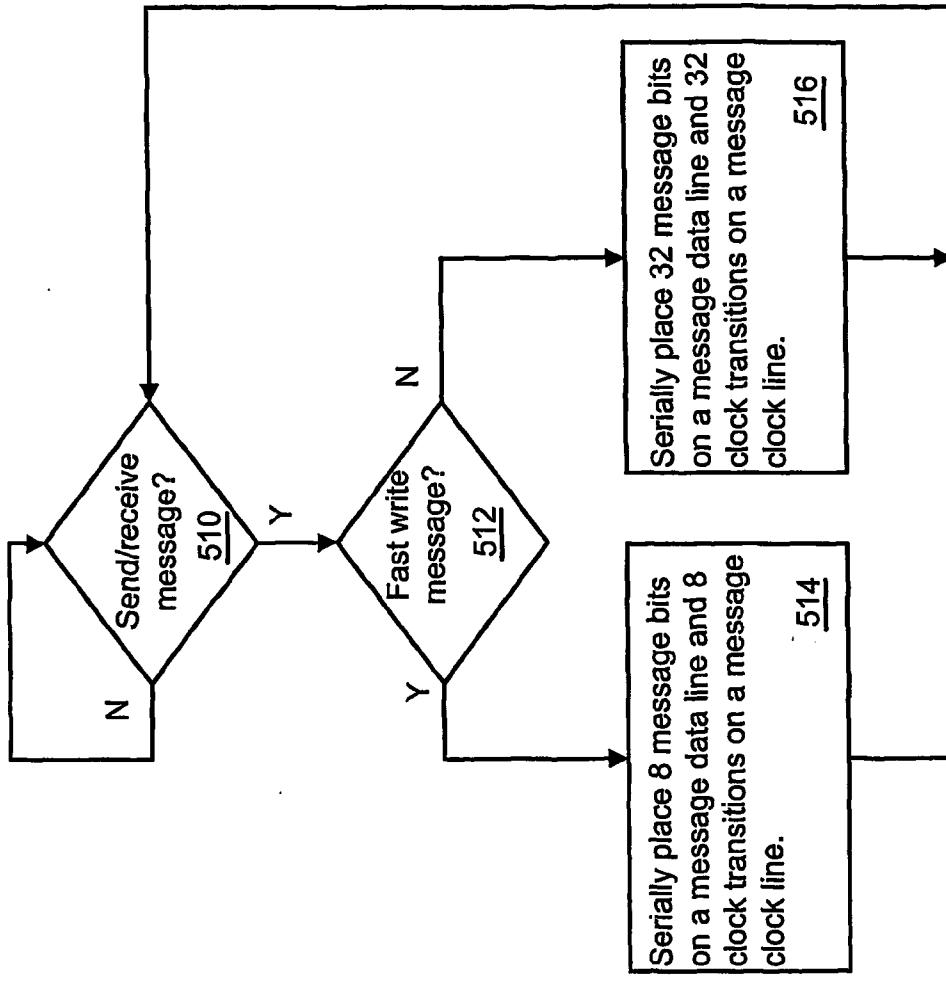 Send/receive
message?
510
N
Y
Fast write
message?
512
Y
N
Serially place 8 message bits
on a message data line and 8
clock transitions on a message
clock line.
514
Serially place 32 message bits
on a message data line and 32
clock transitions on a message
clock line.
516